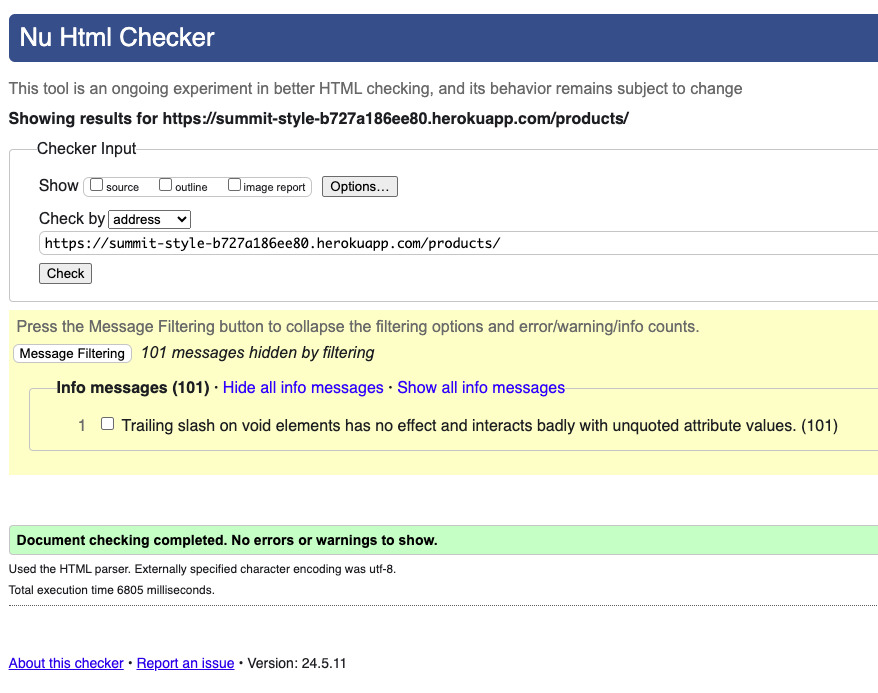 Nu Html Checker
This tool is an ongoing experiment in better HTML checking, and its behavior remains subject to change
Showing results for https://summit-style-b727a186ee80.herokuapp.com/products/
Checker Input
Show source outline image report Options…
Check by address
https://summit-style-b727a186ee80.herokuapp.com/products/
Check
Press the Message Filtering button to collapse the filtering options and error/warning/info counts.
Message Filtering 101 messages hidden by filtering
Info messages (101) · Hide all info messages · Show all info messages
1 Trailing slash on void elements has no effect and interacts badly with unquoted attribute values. (101)
Document checking completed. No errors or warnings to show.
Used the HTML parser. Externally specified character encoding was utf-8.
Total execution time 6805 milliseconds.
About this checker • Report an issue • Version: 24.5.11